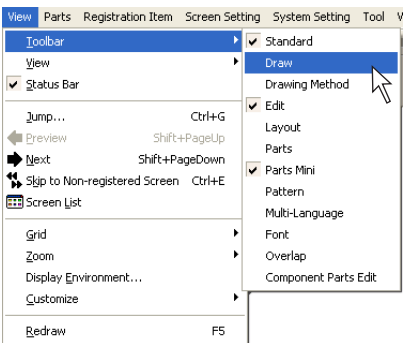 View Parts Registration Item Screen Setting System Setting Tool
Toolbar
View
Status Bar
Jump... Ctrl+G
Preview Shift+PageUp
Next Shift+PageDown
Skip to Non-registered Screen Ctrl+E
Screen List
Grid
Zoom
Display Environment...
Customize
Redraw F5
Standard
Draw
Drawing Method
Edit
Layout
Parts
Parts Mini
Pattern
Multi-Language
Font
Overlap
Component Parts Edit